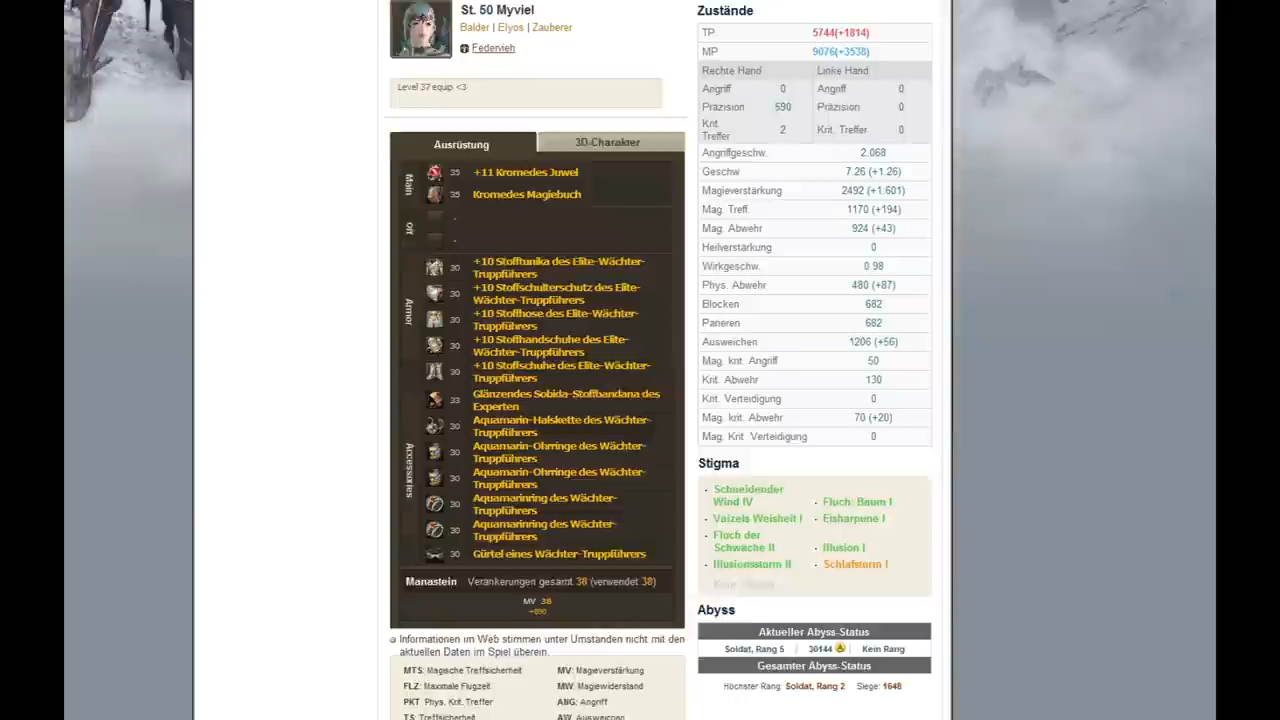 St. 50 Myviel
Balder | Elyos | Zauberer
Federvieh
Level 37 equip <3
Ausrüstung
3D-Charakter
Main
35 +11 Kromedes Juwel
35 Kromedes Magiebuch
Off
-
-
Armor
30 +10 Stofftunika des Elite-Wächter-
Truppführers
30 +10 Stoffschulterschutz des Elite-
Wächter-Truppführers
30 +10 Stoffhose des Elite-Wächter-
Truppführers
30 +10 Stoffhandschuhe des Elite-
Wächter-Truppführers
30 +10 Stoffschuhe des Elite-Wächter-
Truppführers
Accessories
33 Glänzendes Sobida-Stoffbandana des
Experten
30 Aquamarin-Halskette des Wächter-
Truppführers
30 Aquamarin-Ohrringe des Wächter-
Truppführers
30 Aquamarin-Ohrringe des Wächter-
Truppführers
30 Aquamarinring des Wächter-
Truppführers
30 Aquamarinring des Wächter-
Truppführers
30 Gürtel eines Wächter-Truppführers
Manastein Verankerungen gesamt 38 (verwendet 38)
MV 38
Informationen im Web stimmen unter Umständen nicht mit den
aktuellen Daten im Spiel überein.
MTS: Magische Treffsicherheit MV: Magieverstärkung
FLZ: Maximale Flugzeit MW: Magiewiderstand
PKT Phys. Krit. Treffer ANG: Angriff
TS: Treffsicherheit AW: Ausweichen
Zustände
TP 5744(+1814)
MP 9076(+3538)
Rechte Hand Linke Hand
Angriff 0 Angriff 0
Präzision 590 Präzision 0
Krit.
Treffer 2 Krit. Treffer 0
Angriffgeschw. 2.068
Geschw 7.26 (+1.26)
Magieverstärkung 2492 (+1.601)
Mag. Treff. 1170 (+194)
Mag. Abwehr 924 (+43)
Heilverstärkung 0
Wirkgeschw. 0.98
Phys. Abwehr 480 (+87)
Blocken 682
Parieren 682
Ausweichen 1206 (+56)
Mag. krit. Angriff 50
Krit. Abwehr 130
Krit. Verteidigung 0
Mag. krit. Abwehr 70 (+20)
Mag. Krit. Verteidigung 0
Stigma
Schneidender
Wind IV Fluch: Baum I
Vaizels Weisheit I Eisharpune I
Fluch der
Schwäche II Illusion I
Illusionssturm II Schlafsturm I
Abyss
Aktueller Abyss-Status
Soldat, Rang 5 | 30144 | Kein Rang
Gesamter Abyss-Status
Höchster Rang: Soldat, Rang 2 Siege: 1648